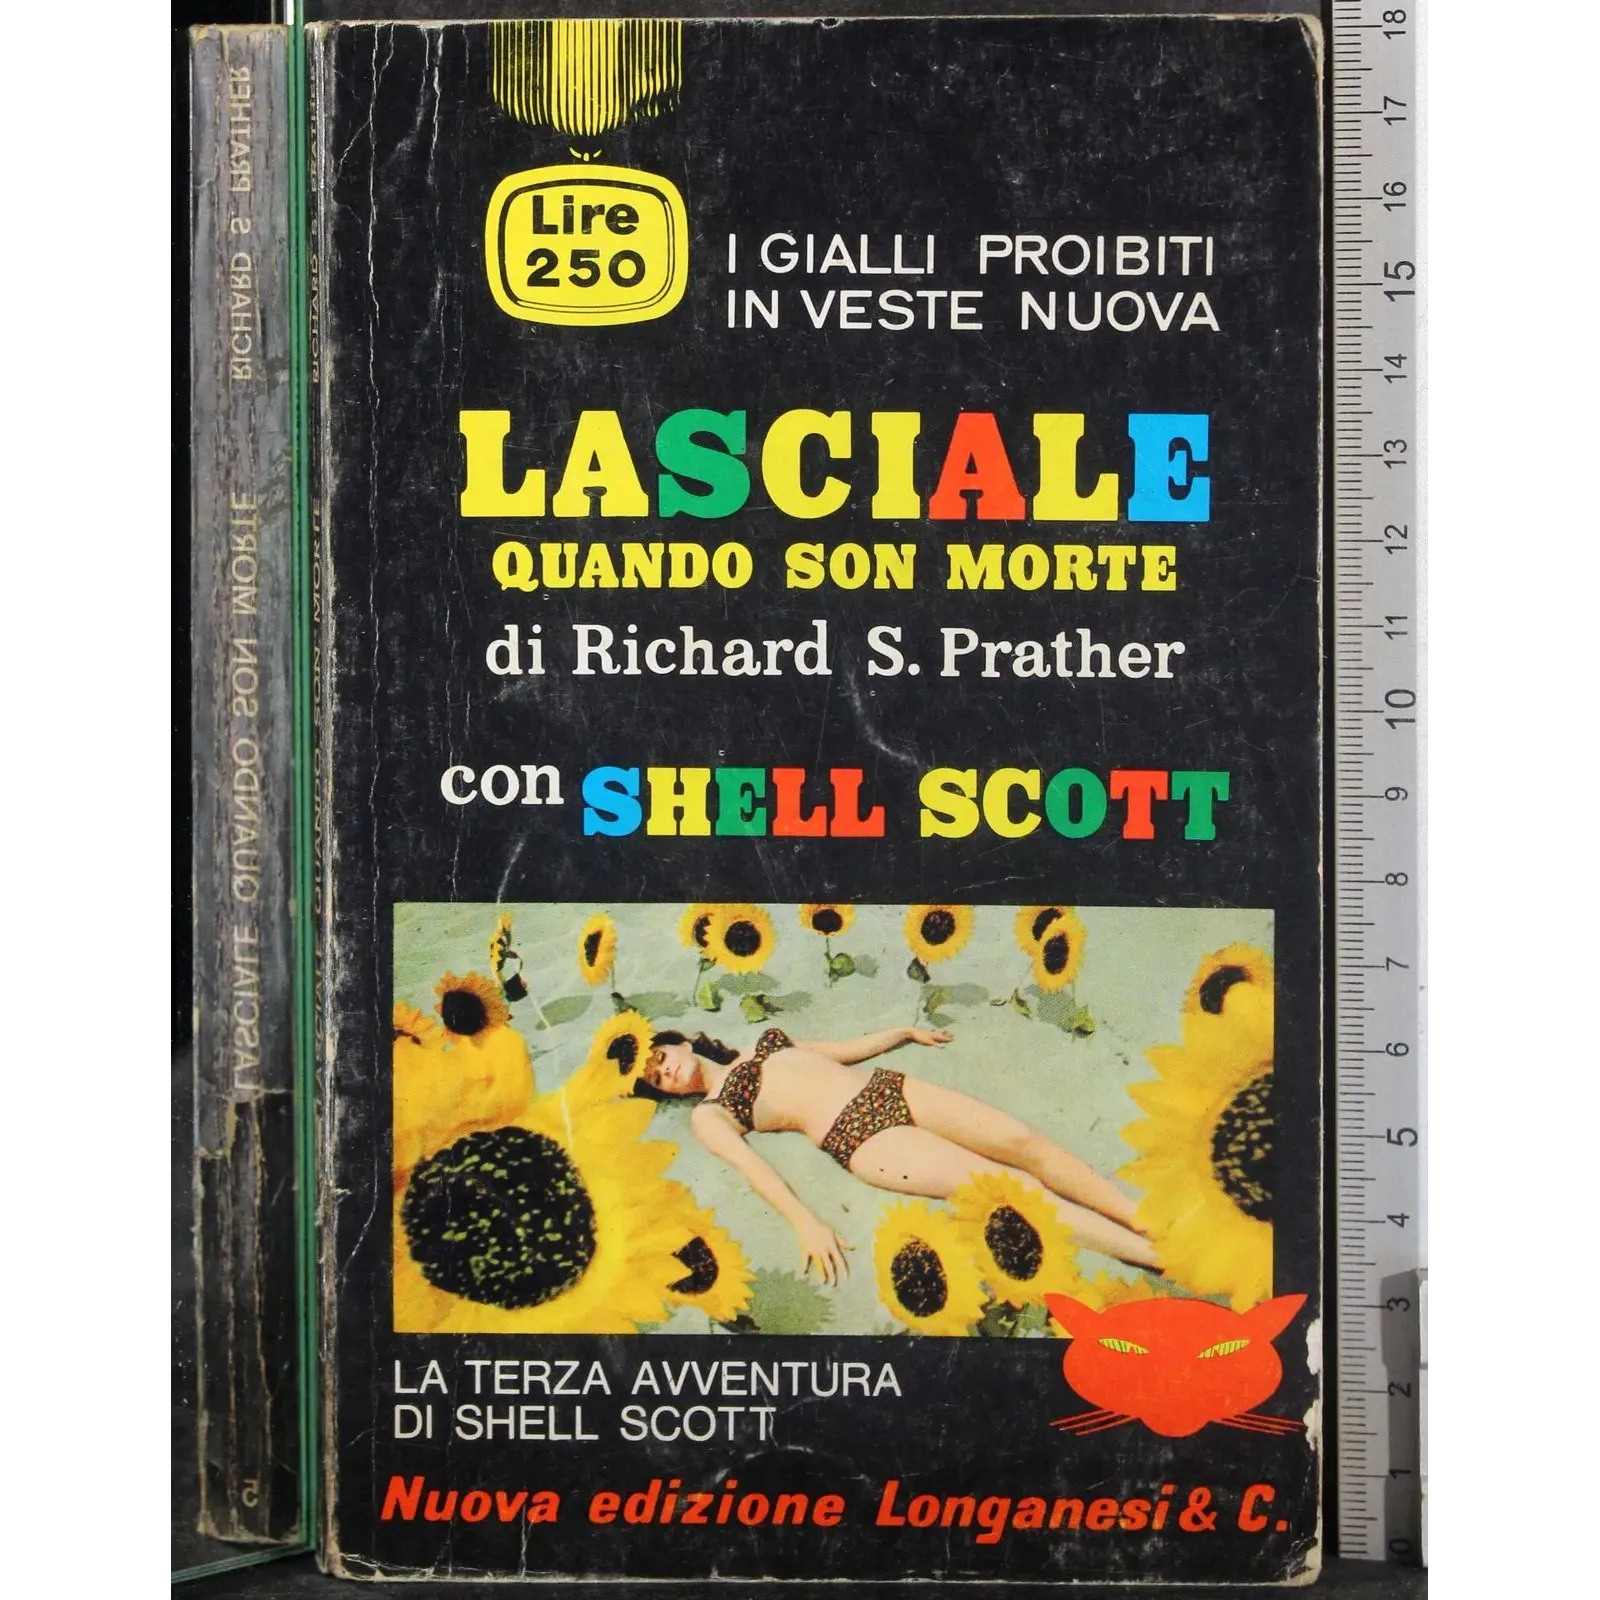 Lire
250
I GIALLI PROIBITI
IN VESTE NUOVA
LASCIALE
QUANDO SON MORTE
di Richard S. Prather
con SHELL SCOTT
LA TERZA AVVENTURA
DI SHELL SCOTT
Nuova edizione Longanesi & C.
LASCIALE QUANDO SON MORTE RICHARD S. PRATHER
5
18
17
16
15
14
13
12
11
10
9
8
7
6
5
4
3
2
1
0